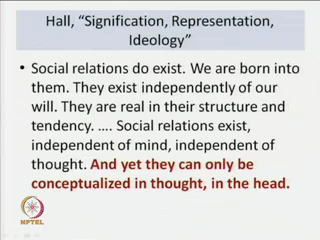 Hall, “Signification, Representation,
Ideology”
• Social relations do exist. We are born into
them. They exist independently of our
will. They are real in their structure and
tendency. .... Social relations exist,
independent of mind, independent of
thought. And yet they can only be
conceptualized in thought, in the head.
NPTEL